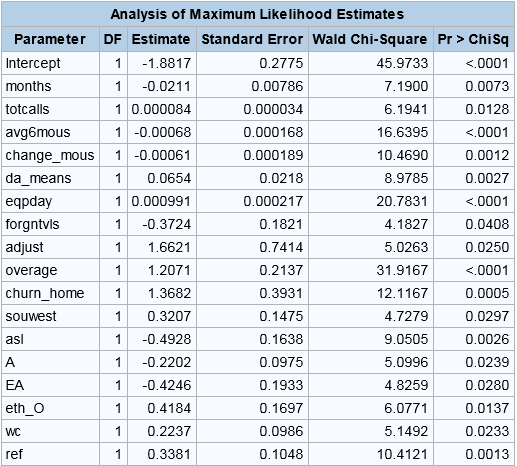 Analysis of Maximum Likelihood Estimates
Parameter DF Estimate Standard Error Wald Chi-Square Pr > ChiSq
Intercept 1 -1.8817 0.2775 45.9733 <.0001
months 1 -0.0211 0.00786 7.1900 0.0073
totcalls 1 0.000084 0.000034 6.1941 0.0128
avg6mous 1 -0.00068 0.000168 16.6395 <.0001
change_mous 1 -0.00061 0.000189 10.4690 0.0012
da_means 1 0.0654 0.0218 8.9785 0.0027
eqpday 1 0.000991 0.000217 20.7831 <.0001
forgntvls 1 -0.3724 0.1821 4.1827 0.0408
adjust 1 1.6621 0.7414 5.0263 0.0250
overage 1 1.2071 0.2137 31.9167 <.0001
churn_home 1 1.3682 0.3931 12.1167 0.0005
souwest 1 0.3207 0.1475 4.7279 0.0297
asl 1 -0.4928 0.1638 9.0505 0.0026
A 1 -0.2202 0.0975 5.0996 0.0239
EA 1 -0.4246 0.1933 4.8259 0.0280
eth_O 1 0.4184 0.1697 6.0771 0.0137
wc 1 0.2237 0.0986 5.1492 0.0233
ref 1 0.3381 0.1048 10.4121 0.0013